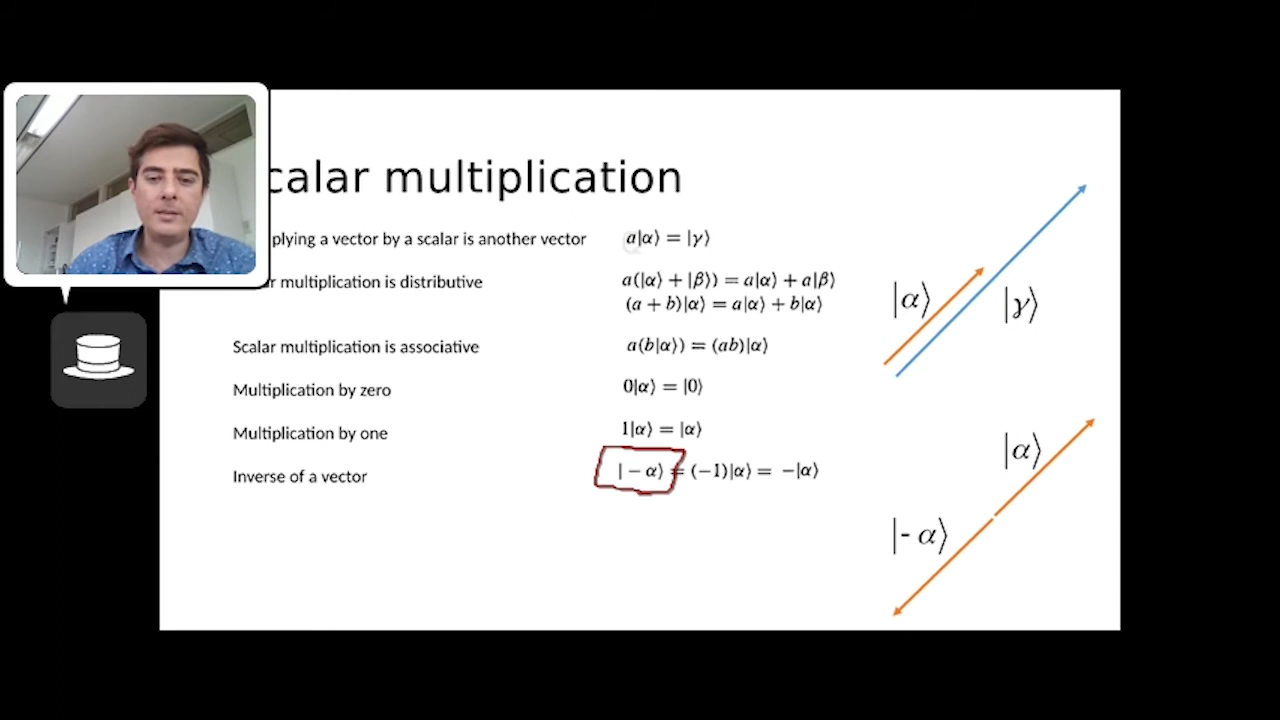 calar multiplication
plying a vector by a scalar is another vector a|α⟩ = |γ⟩
r multiplication is distributive a(|α⟩ + |β⟩) = a|α⟩ + a|β⟩
(a + b)|α⟩ = a|α⟩ + b|α⟩
Scalar multiplication is associative a(b|α⟩) = (ab)|α⟩
Multiplication by zero 0|α⟩ = |0⟩
Multiplication by one 1|α⟩ = |α⟩
Inverse of a vector |−α⟩ = (−1)|α⟩ = −|α⟩
|α⟩
|γ⟩
|α⟩
|- α⟩